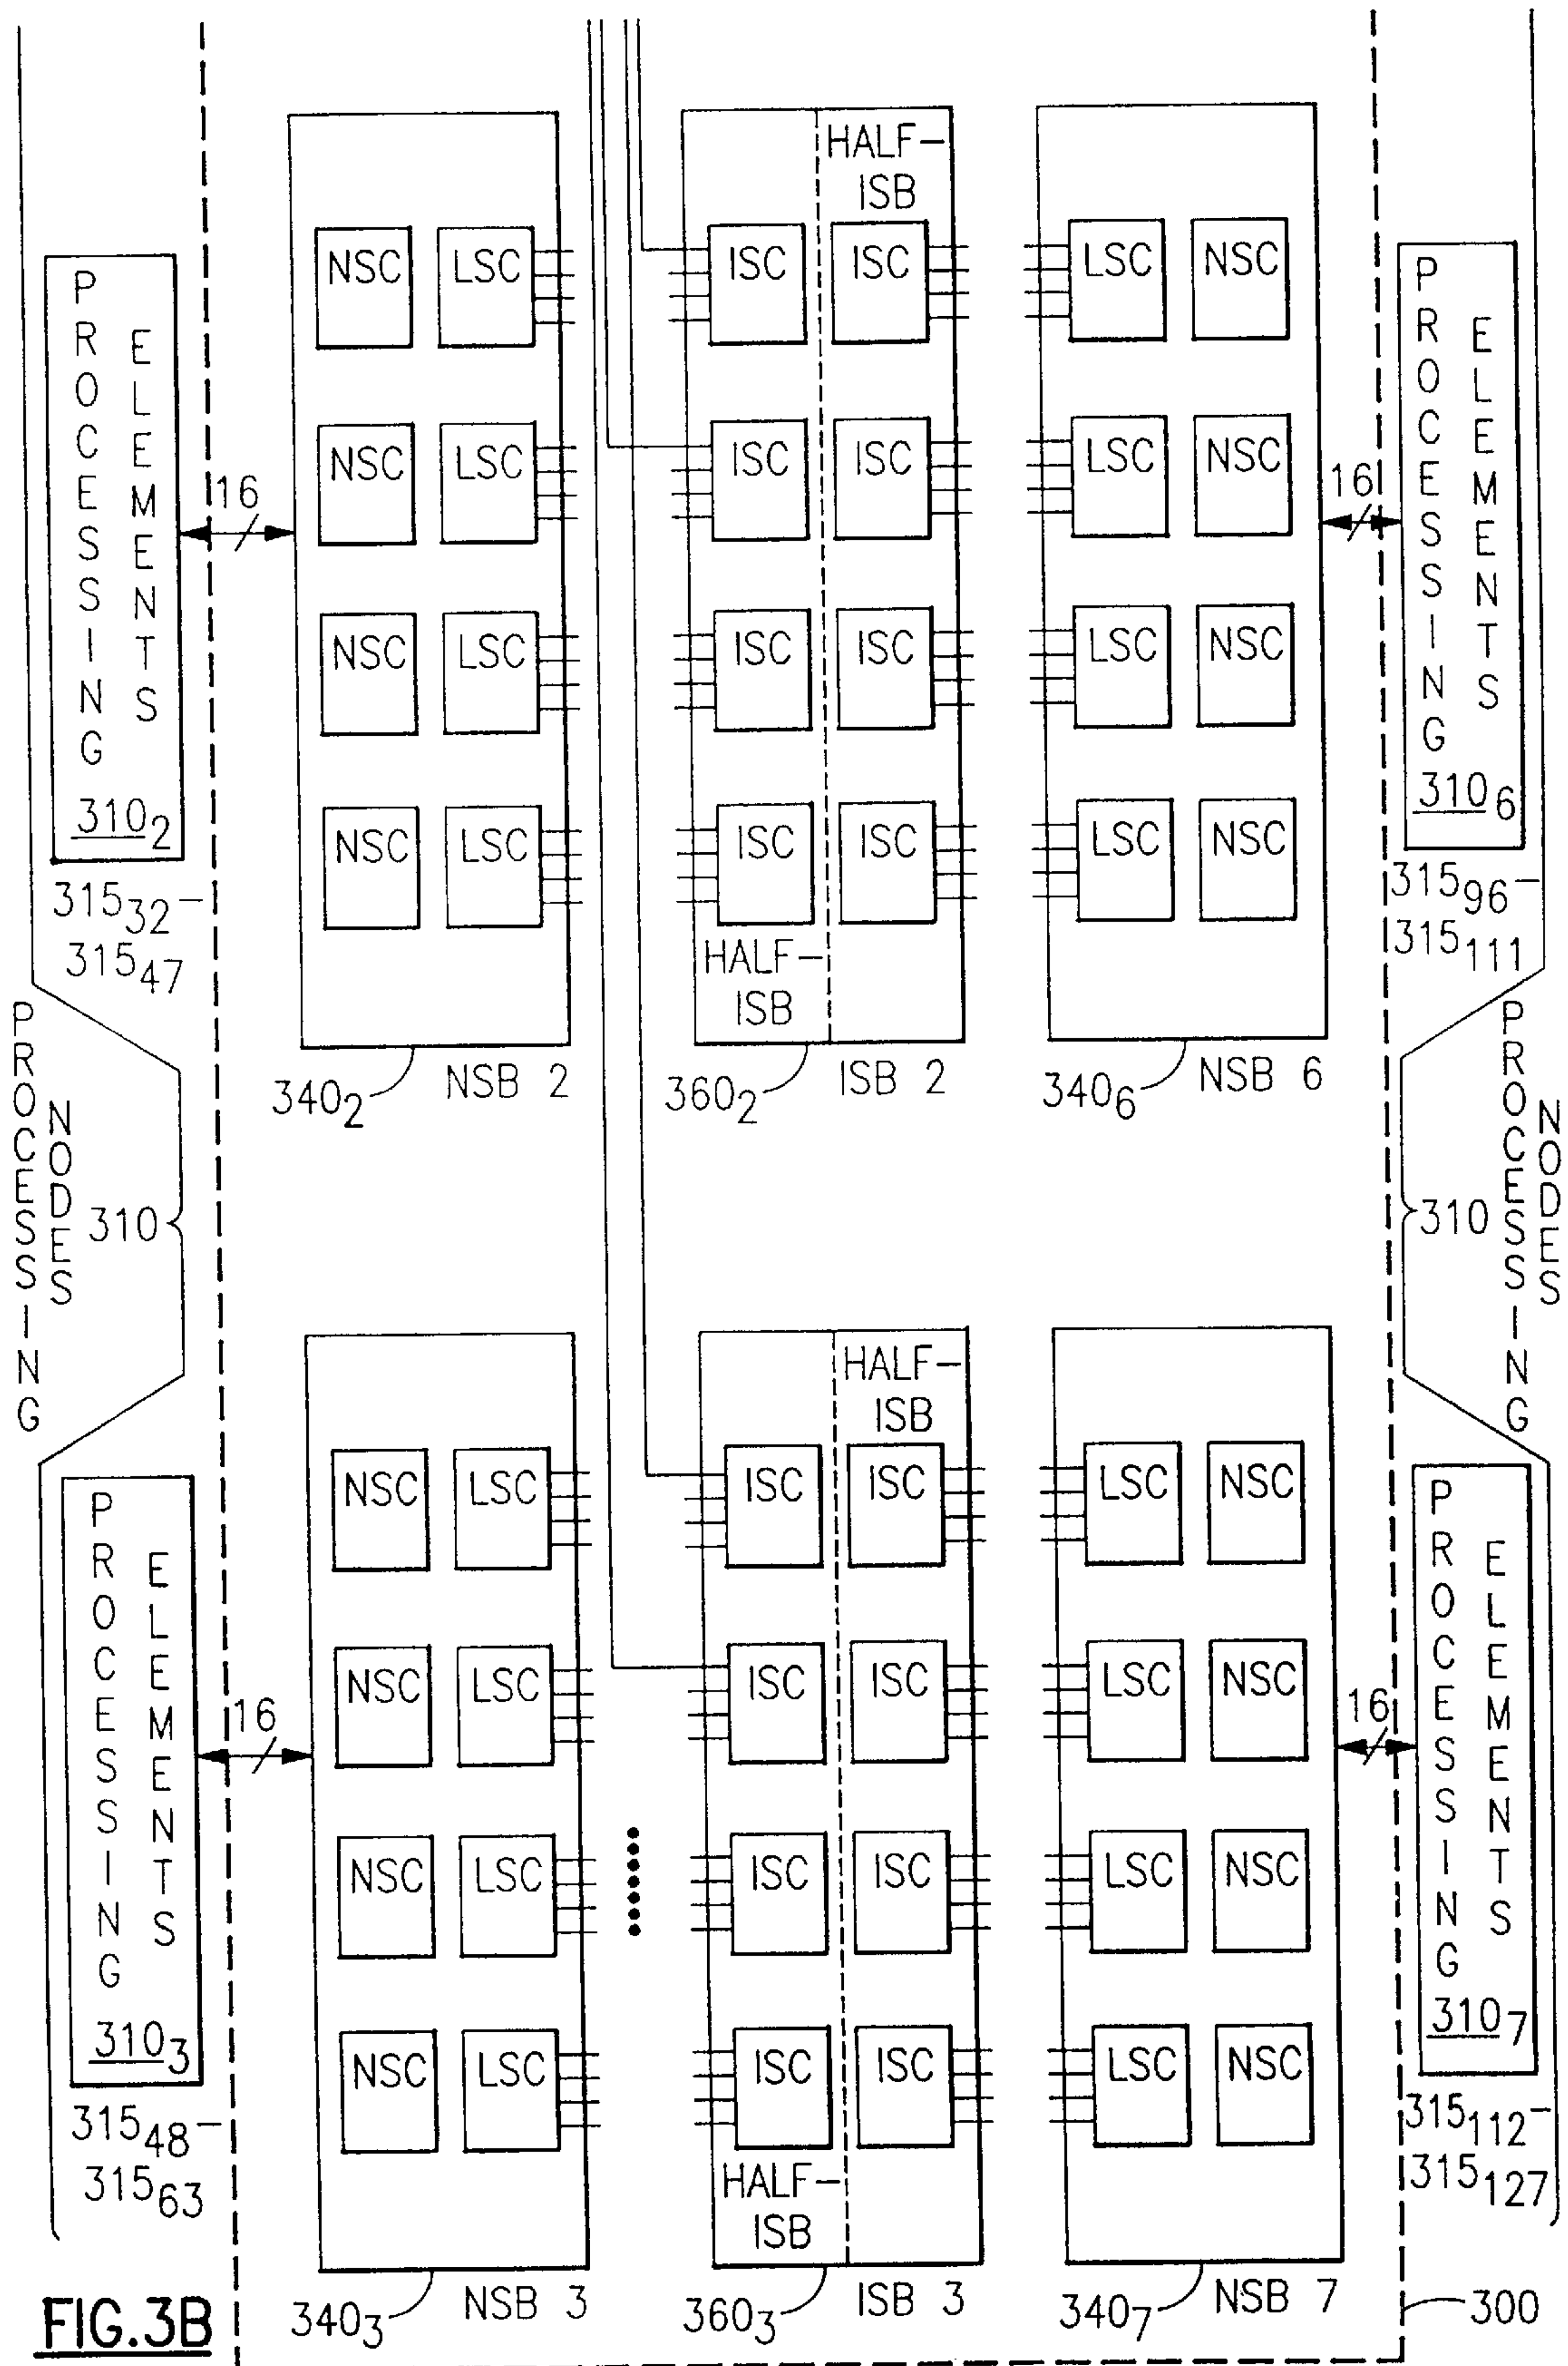 HALF-
ISB
NSC LSC ISC ISC LSC NSC
PROCESSING ELEMENTS
310₂
315₃₂-
315₄₇
16
NSC LSC ISC ISC LSC NSC
16
PROCESSING ELEMENTS
310₆
315₉₆-
315₁₁₁
NSC LSC ISC ISC LSC NSC
NSC LSC ISC ISC LSC NSC
HALF-
ISB
340₂ NSB 2
360₂ ISB 2
340₆ NSB 6
PROCESSING NODES 310
310 PROCESSING NODES
HALF-
ISB
NSC LSC ISC ISC LSC NSC
PROCESSING ELEMENTS
310₃
315₄₈-
315₆₃
16
NSC LSC ISC ISC LSC NSC
16
PROCESSING ELEMENTS
310₇
315₁₁₂-
315₁₂₇
NSC LSC ISC ISC LSC NSC
NSC LSC ISC ISC LSC NSC
HALF-
ISB
340₃ NSB 3
360₃ ISB 3
340₇ NSB 7
300
FIG.3B